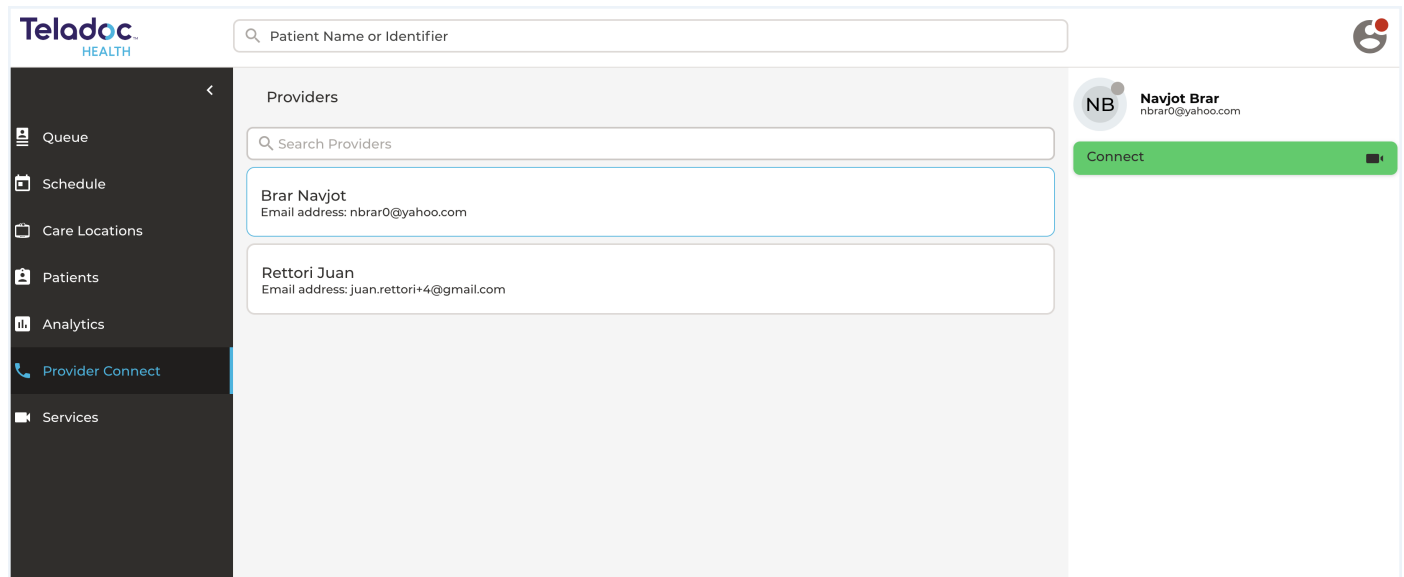 Teladoc™
HEALTH
Patient Name or Identifier
Queue
Schedule
Care Locations
Patients
Analytics
Provider Connect
Services
Providers
Search Providers
Brar Navjot
Email address: nbrar0@yahoo.com
Rettori Juan
Email address: juan.rettori+4@gmail.com
NB
Navjot Brar
nbrar0@yahoo.com
Connect